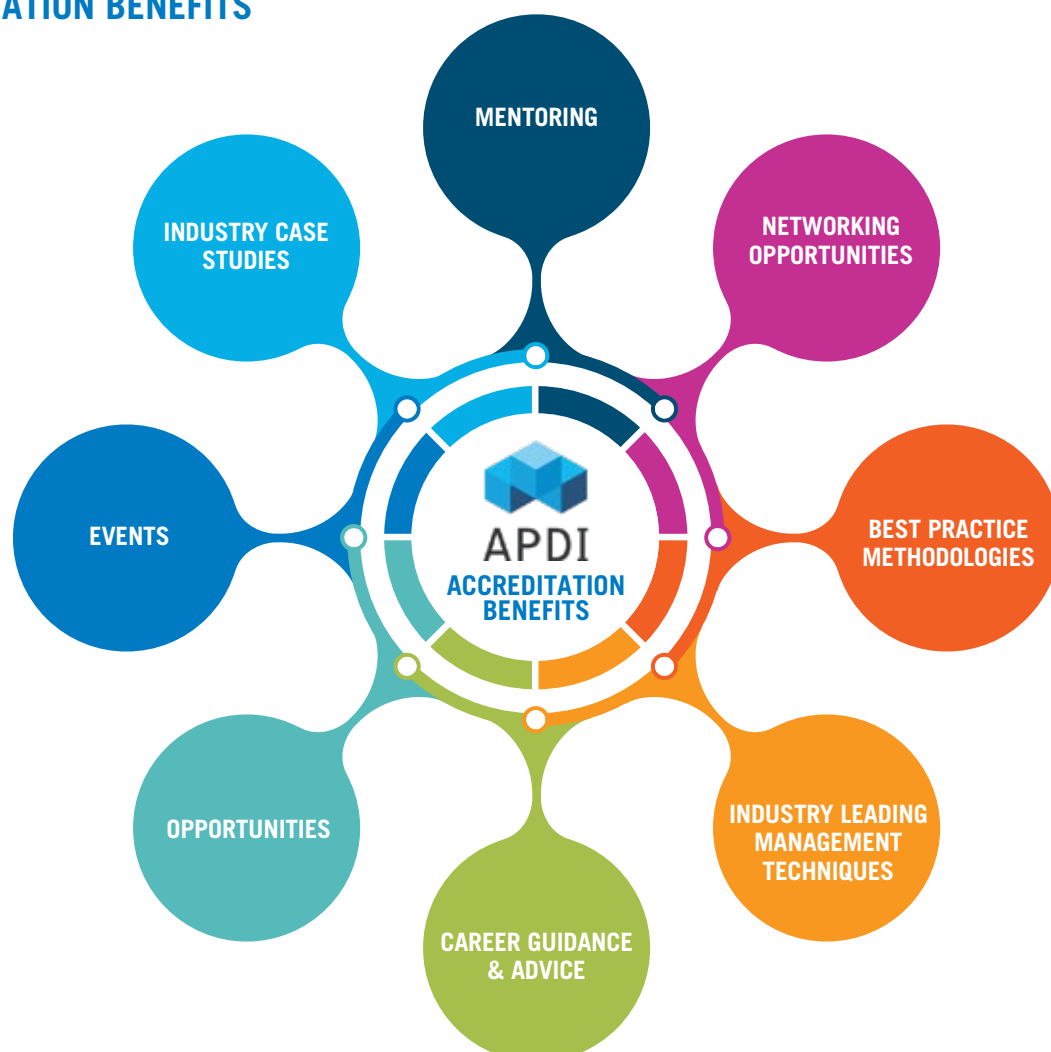 ATION BENEFITS
MENTORING
NETWORKING
OPPORTUNITIES
BEST PRACTICE
METHODOLOGIES
INDUSTRY LEADING
MANAGEMENT
TECHNIQUES
CAREER GUIDANCE
& ADVICE
OPPORTUNITIES
EVENTS
INDUSTRY CASE
STUDIES
APDI
ACCREDITATION
BENEFITS